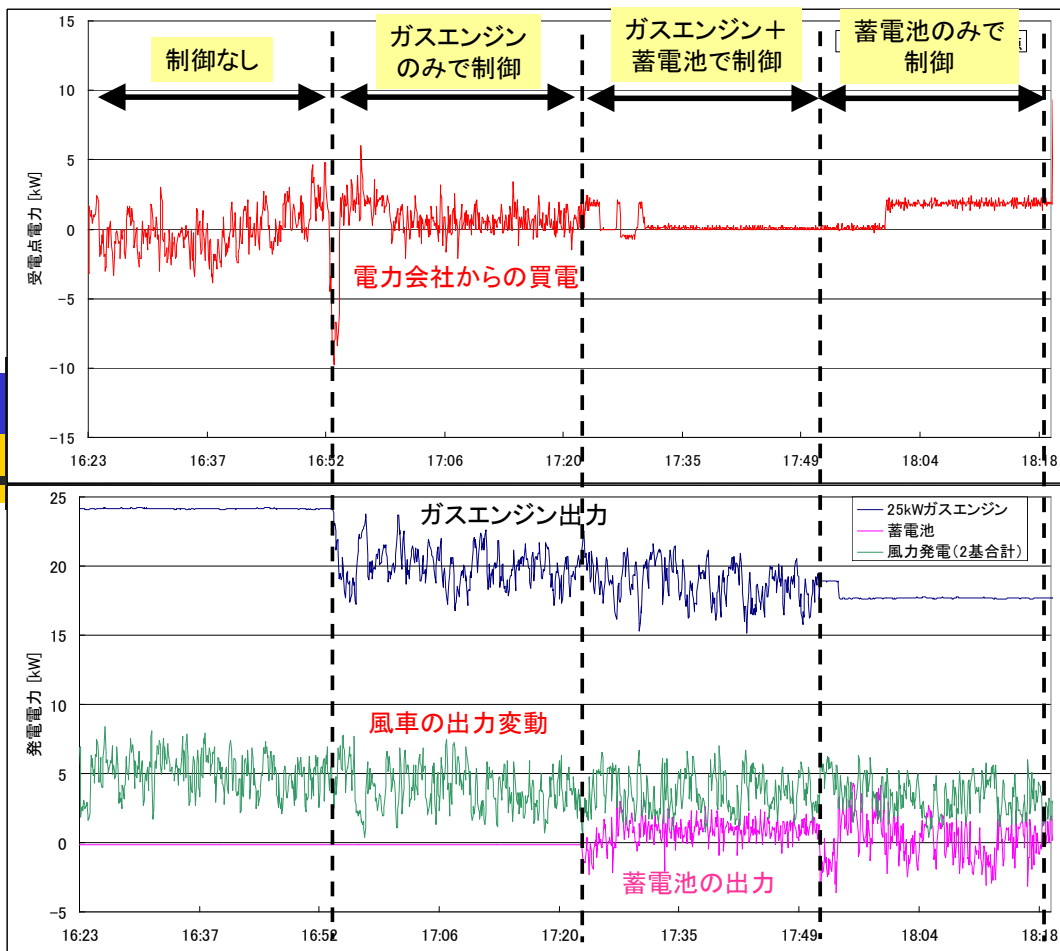 制御なし
ガスエンジン
のみで制御
ガスエンジン＋
蓄電池で制御
蓄電池のみで
制御
受電点電力 [kW]
15
10
5
0
-5
-10
-15
電力会社からの買電
16:23 16:37 16:52 17:06 17:20 17:35 17:49 18:04 18:18
発電電力 [kW]
25
20
15
10
5
0
-5
ガスエンジン出力
25kWガスエンジン
蓄電池
風力発電(2基合計)
風車の出力変動
蓄電池の出力
16:23 16:37 16:52 17:06 17:20 17:35 17:49 18:04 18:18